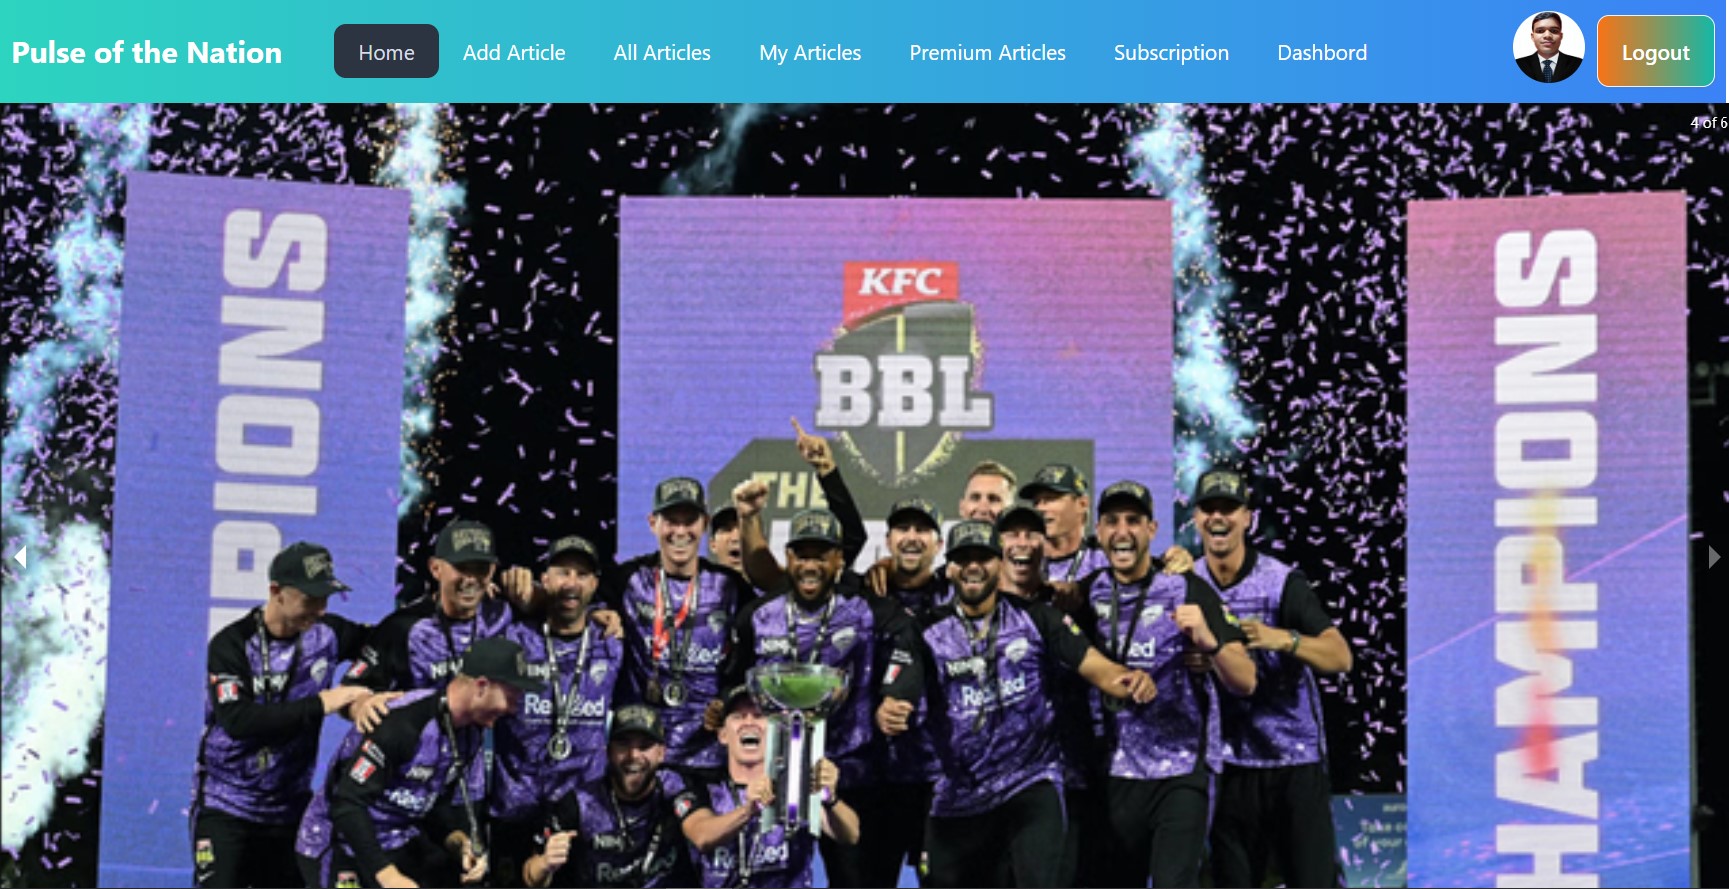 Pulse of the Nation
Home
Add Article
All Articles
My Articles
Premium Articles
Subscription
Dashbord
Logout
4 of 6
KFC
BBL
THE
PIONS
HAMPIONS